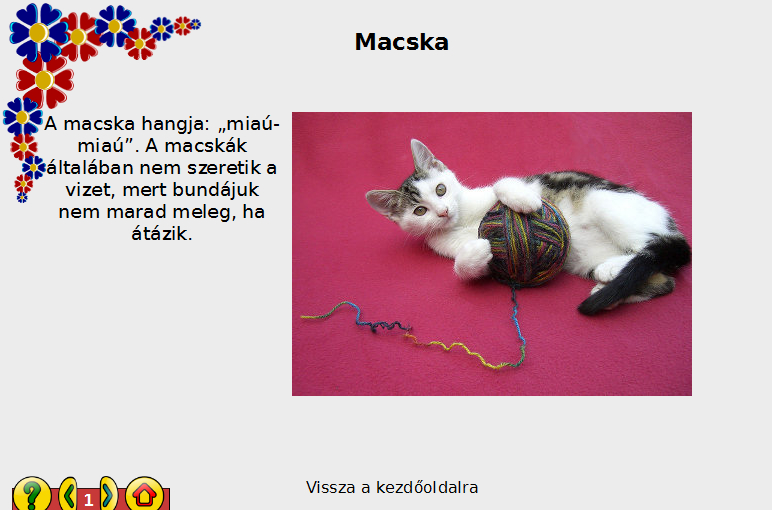 Macska
A macska hangja: „miaú-
miaú”. A macskák
általában nem szeretik a
vizet, mert bundájuk
nem marad meleg, ha
átázik.
?
1
Vissza a kezdőoldalra